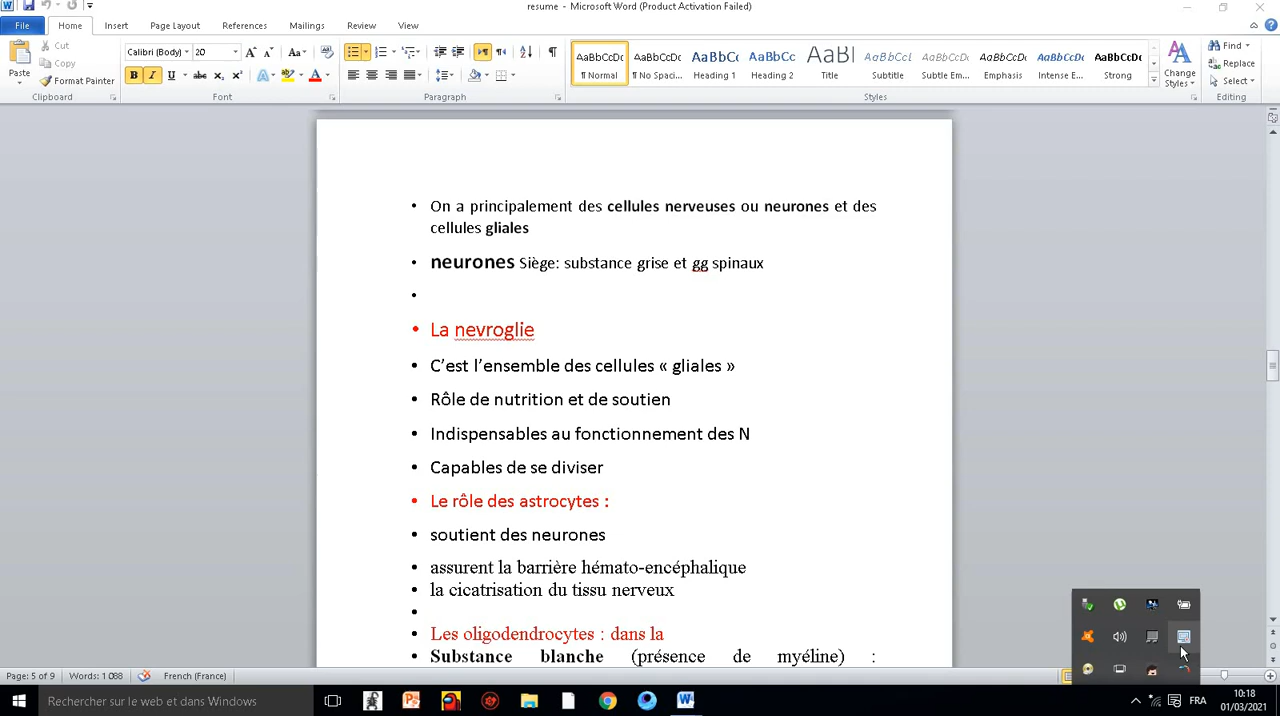 resume - Microsoft Word (Product Activation Failed)
File Home Insert Page Layout References Mailings Review View
Cut
Copy
Paste
Format Painter
Calibri (Body) 20
AaBbCcDc AaBbCcDc AaBbCc AaBbCc AaBl AaBbCcl AaBbCcDc AaBbCcDc AaBbCcDc AaBbCcDc
¶ Normal ¶ No Spaci... Heading 1 Heading 2 Title Subtitle Subtle Em... Emphasis Intense E... Strong
Change
Styles
Find
Replace
Select
Clipboard Font Paragraph Styles Editing
• On a principalement des cellules nerveuses ou neurones et des
cellules gliales
• neurones Siège: substance grise et gg spinaux
•
• La nevroglie
• C’est l’ensemble des cellules « gliales »
• Rôle de nutrition et de soutien
• Indispensables au fonctionnement des N
• Capables de se diviser
• Le rôle des astrocytes :
• soutient des neurones
• assurent la barrière hémato-encéphalique
• la cicatrisation du tissu nerveux
•
• Les oligodendrocytes : dans la
• Substance blanche (présence de myéline) :
Page: 5 of 9 Words: 1 088 French (France)
Rechercher sur le web et dans Windows
FRA
10:18
01/03/2021